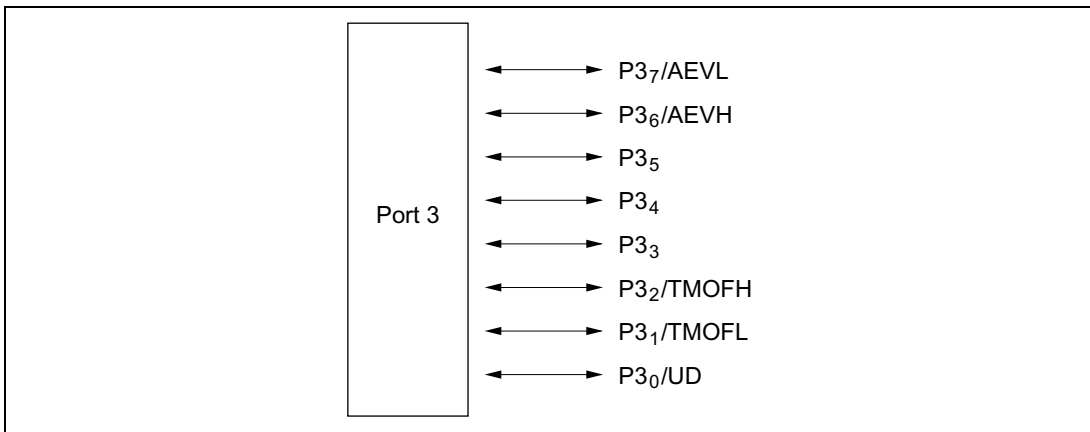 Port 3
P3₇/AEVL
P3₆/AEVH
P3₅
P3₄
P3₃
P3₂/TMOFH
P3₁/TMOFL
P3₀/UD